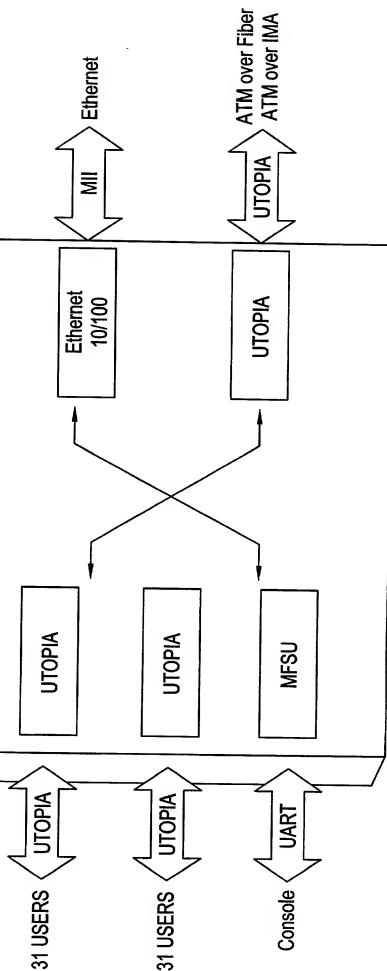 Ethernet
MII
Ethernet
10/100
ATM over Fiber
ATM over IMA
UTOPIA
UTOPIA
UTOPIA
UTOPIA
MFSU
UTOPIA
UTOPIA
UART
31 USERS
31 USERS
Console